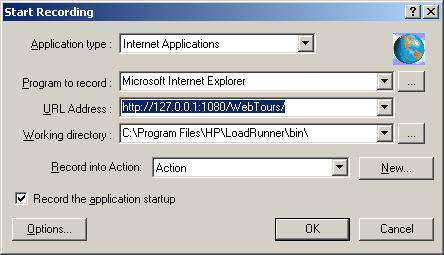 Start Recording
Application type : Internet Applications
Program to record : Microsoft Internet Explorer ...
URL Address : http://127.0.0.1:1080/WebTours/
Working directory : C:\Program Files\HP\LoadRunner\bin\ ...
Record into Action: Action New...
Record the application startup
Options... OK Cancel